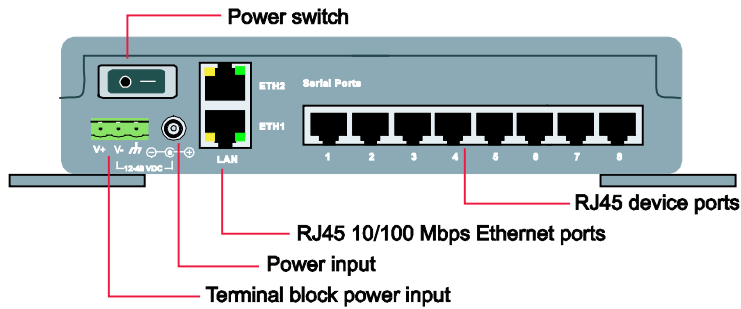 Power switch
ETH2
Serial Ports
ETH1
V+ V-
LAN
1 2 3 4 5 6 7 8
12-48 VDC
RJ45 device ports
RJ45 10/100 Mbps Ethernet ports
Power input
Terminal block power input